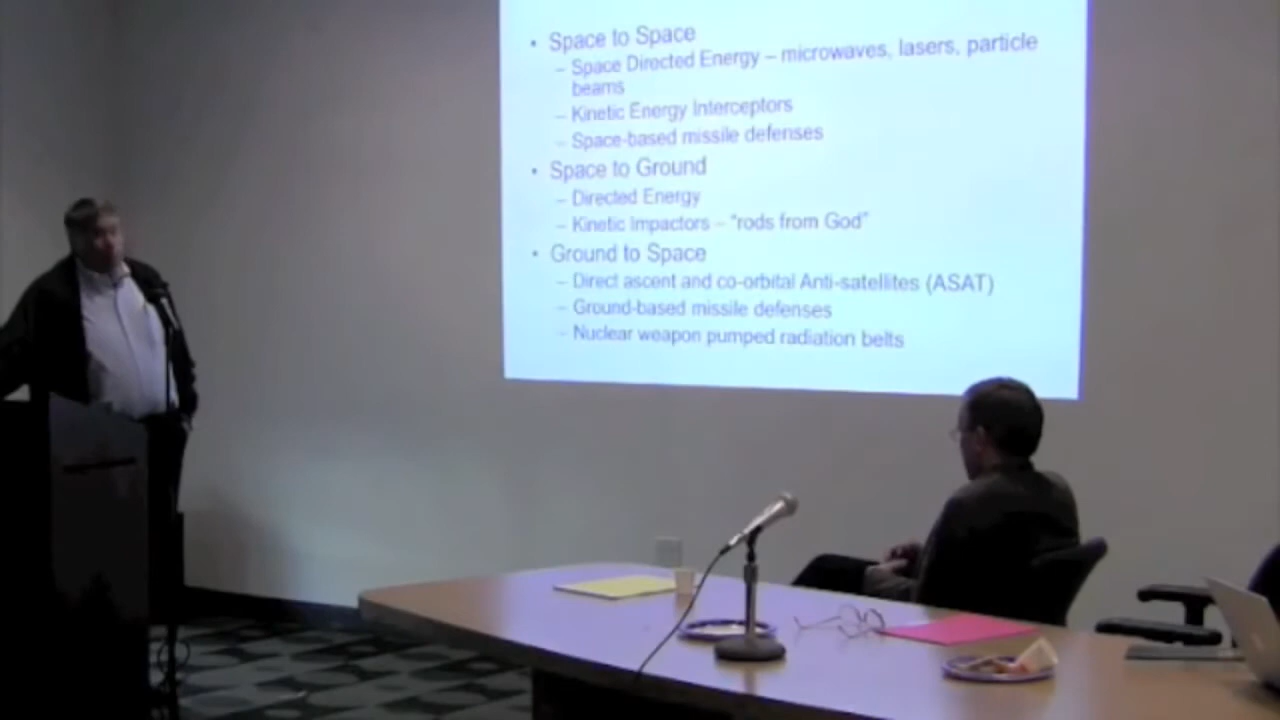 • Space to Space
– Space Directed Energy – microwaves, lasers, particle
beams
– Kinetic Energy Interceptors
– Space-based missile defenses
• Space to Ground
– Directed Energy
– Kinetic Impactors – “rods from God”
• Ground to Space
– Direct ascent and co-orbital Anti-satellites (ASAT)
– Ground-based missile defenses
– Nuclear weapon pumped radiation belts